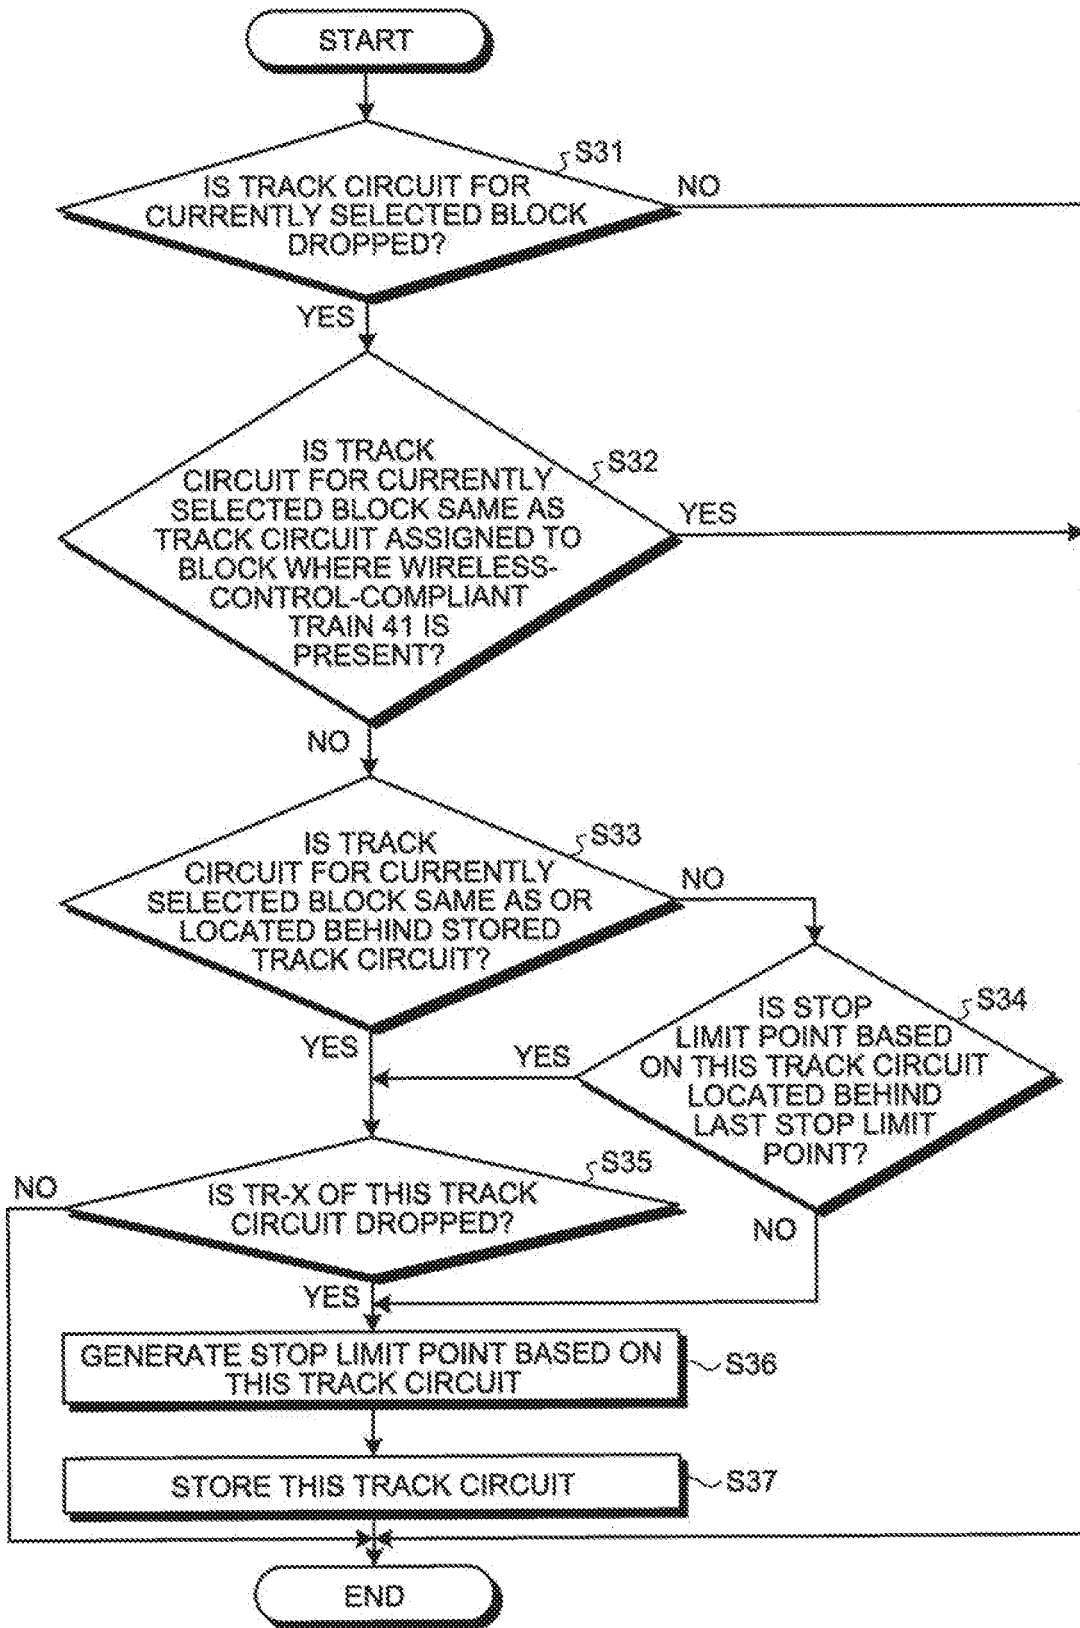 START
S31
IS TRACK CIRCUIT FOR
CURRENTLY SELECTED BLOCK
DROPPED?
NO
YES
S32
IS TRACK
CIRCUIT FOR CURRENTLY
SELECTED BLOCK SAME AS
TRACK CIRCUIT ASSIGNED TO
BLOCK WHERE WIRELESS-
CONTROL-COMPLIANT
TRAIN 41 IS
PRESENT?
YES
NO
S33
IS TRACK
CIRCUIT FOR CURRENTLY
SELECTED BLOCK SAME AS OR
LOCATED BEHIND STORED
TRACK CIRCUIT?
NO
YES
S34
IS STOP
LIMIT POINT BASED
ON THIS TRACK CIRCUIT
LOCATED BEHIND
LAST STOP LIMIT
POINT?
YES
NO
S35
IS TR-X OF THIS TRACK
CIRCUIT DROPPED?
NO
YES
GENERATE STOP LIMIT POINT BASED ON
THIS TRACK CIRCUIT
S36
STORE THIS TRACK CIRCUIT
S37
END